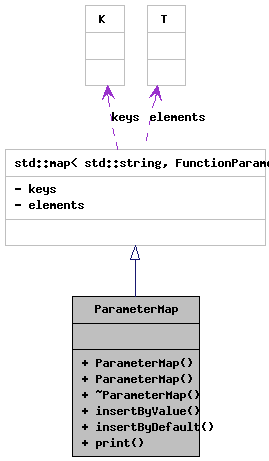 K T
keys elements
std::map< std::string, FunctionParame
- keys
- elements
ParameterMap
+ ParameterMap()
+ ParameterMap()
+ ~ParameterMap()
+ insertByValue()
+ insertByDefault()
+ print()